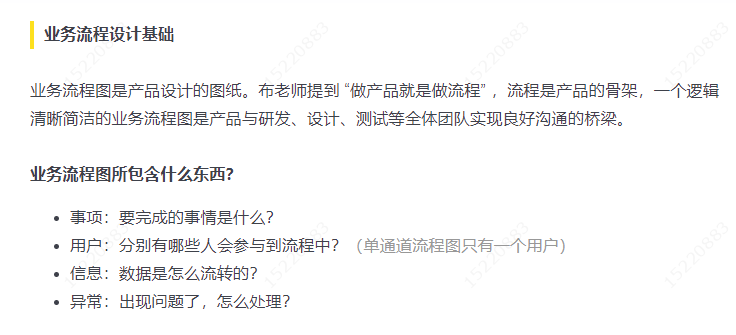 业务流程设计基础
业务流程图是产品设计的图纸。布老师提到 “做产品就是做流程” ，流程是产品的骨架，一个逻辑
清晰简洁的业务流程图是产品与研发、设计、测试等全体团队实现良好沟通的桥梁。
业务流程图所包含什么东西?
• 事项：要完成的事情是什么?
• 用户：分别有哪些人会参与到流程中? （单通道流程图只有一个用户）
• 信息：数据是怎么流转的?
• 异常：出现问题了，怎么处理?
15220883
15220883
15220883
15220883
15220883
15220883